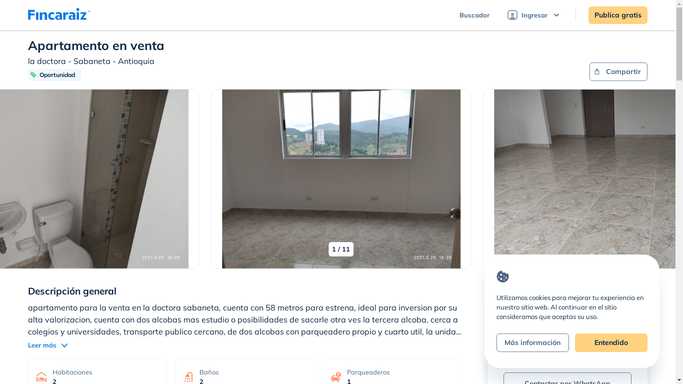 Fincaraiz
Buscador
Ingresar
Publica gratis
Apartamento en venta
la doctora - Sabaneta - Antioquia
Oportunidad
Compartir
1 / 11
Descripción general
apartamento para la venta en la doctora sabaneta, cuenta con 58 metros para estrena, ideal para inversion por su
alta valorizacion, cuenta con dos alcobas mas estudio o posibilidades de sacarle otra ves la tercera alcoba, cerca a
colegios y universidades, transporte publico cercano, de dos alcobas con parqueadero propio y cuarto util, la unida...
Leer más
Habitaciones
2
Baños
2
Parqueaderos
1
Utilizamos cookies para mejorar tu experiencia en
nuestro sitio web. Al continuar en el sitio
consideramos que aceptas su uso.
Más información
Entendido
Contactar por WhatsApp